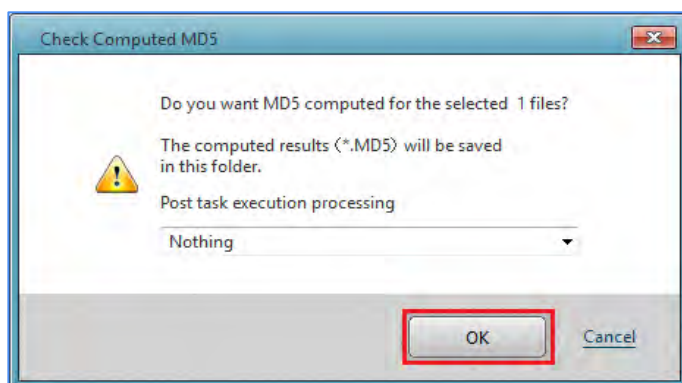 Check Computed MD5
Do you want MD5 computed for the selected 1 files?
The computed results (*.MD5) will be saved
in this folder.
Post task execution processing
Nothing
OK
Cancel